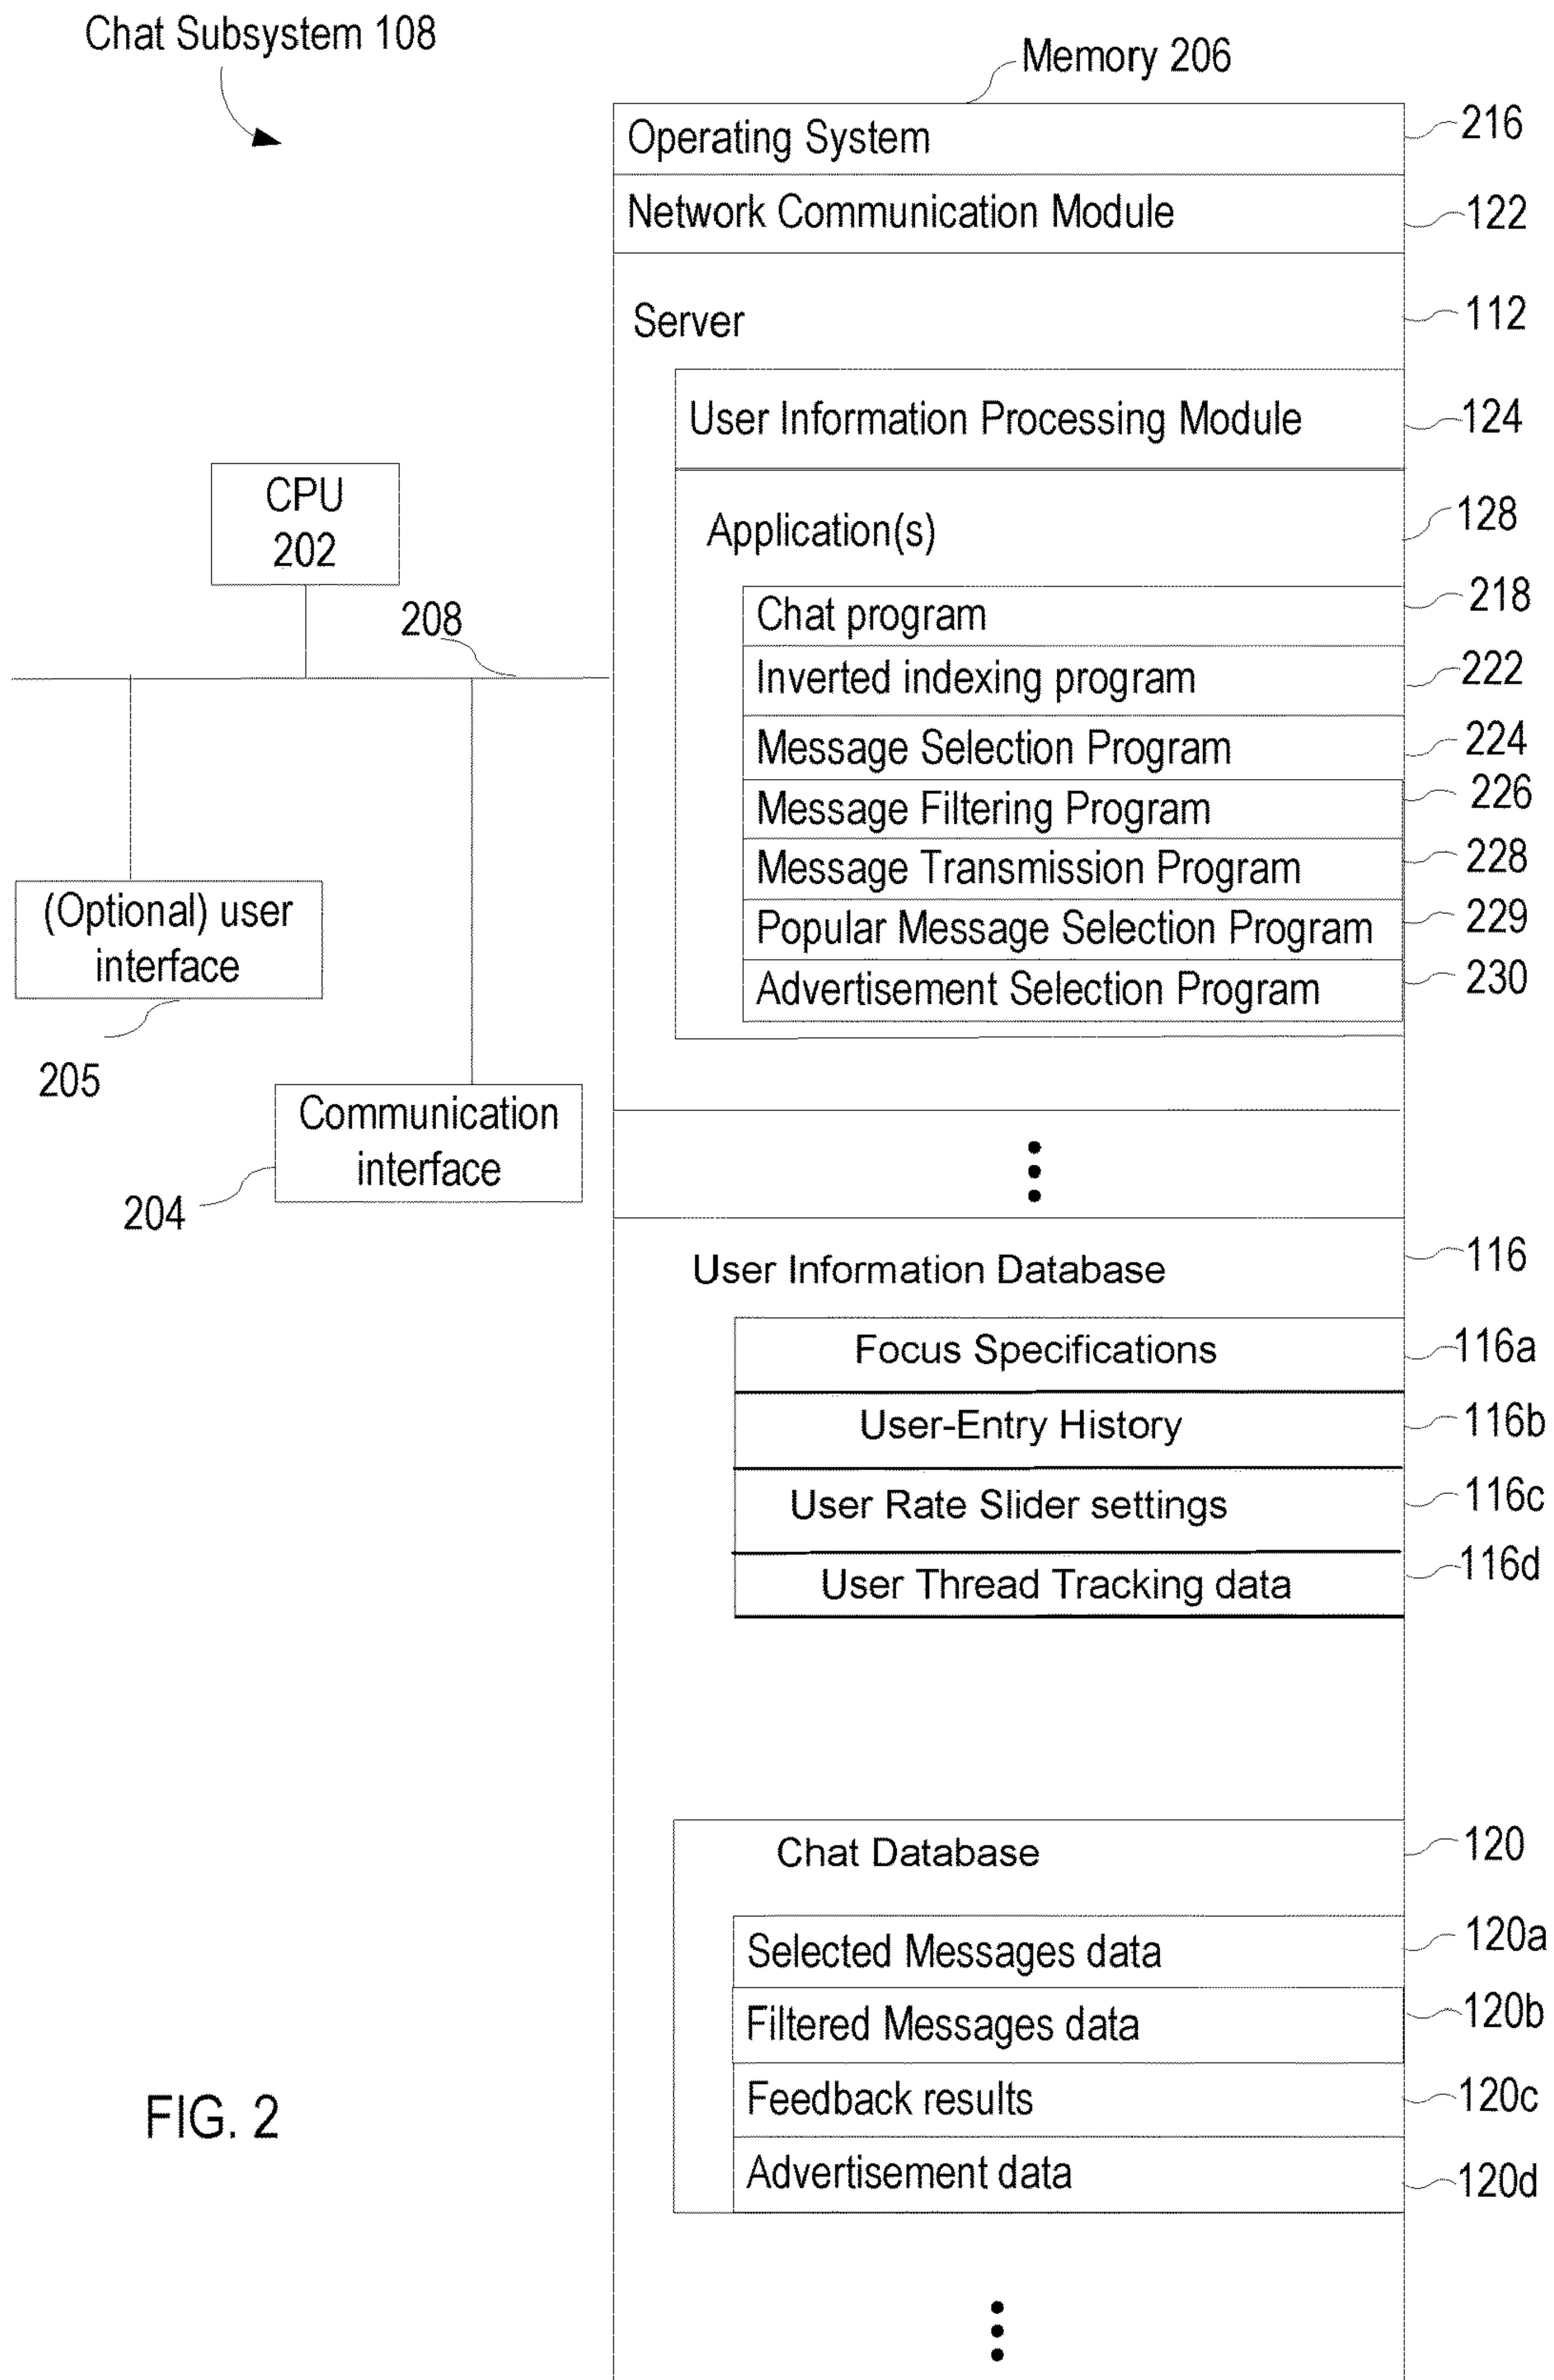 Chat Subsystem 108
Memory 206
Operating System 216
Network Communication Module 122
Server 112
User Information Processing Module 124
Application(s) 128
Chat program 218
Inverted indexing program 222
Message Selection Program 224
Message Filtering Program 226
Message Transmission Program 228
Popular Message Selection Program 229
Advertisement Selection Program 230
CPU
202
208
(Optional) user
interface
205
Communication
interface
204
User Information Database 116
Focus Specifications 116a
User-Entry History 116b
User Rate Slider settings 116c
User Thread Tracking data 116d
Chat Database 120
Selected Messages data 120a
Filtered Messages data 120b
Feedback results 120c
Advertisement data 120d
FIG. 2